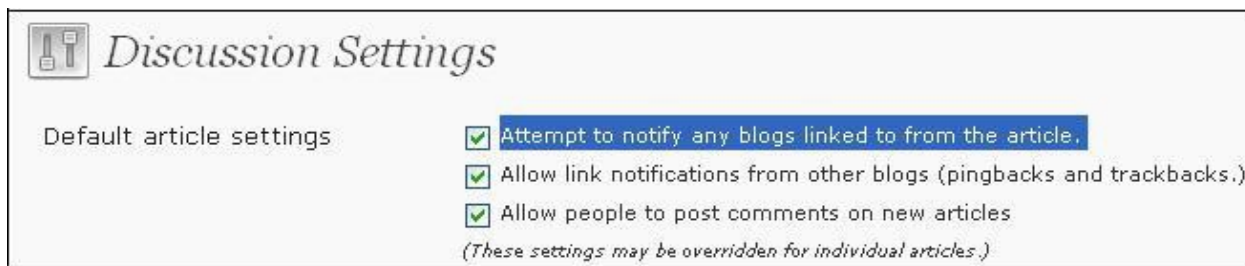 Discussion Settings
Default article settings
Attempt to notify any blogs linked to from the article.
Allow link notifications from other blogs (pingbacks and trackbacks.)
Allow people to post comments on new articles
(These settings may be overridden for individual articles.)